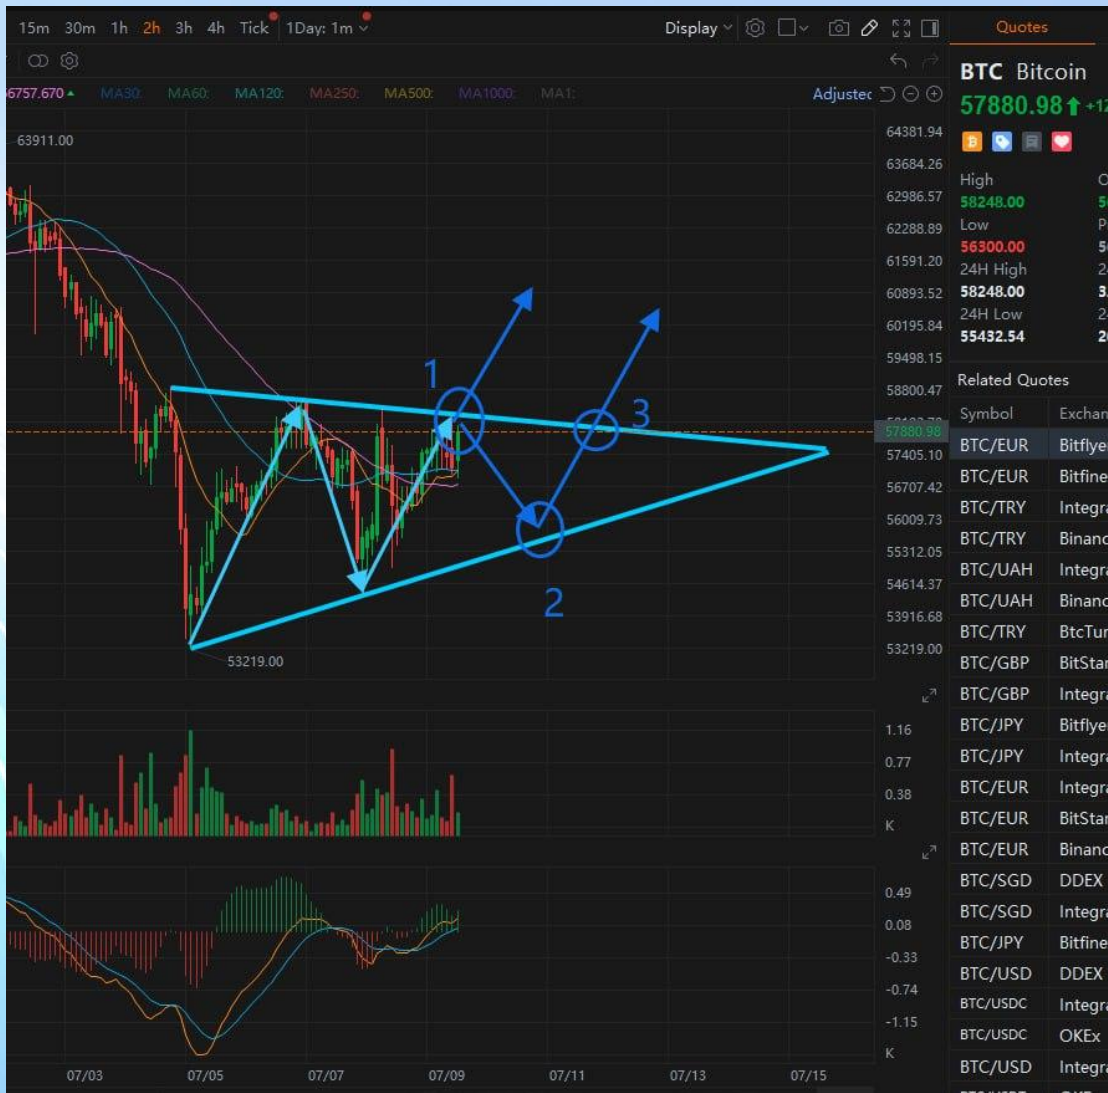 15m 30m 1h 2h 3h 4h Tick 1Day: 1m Display
Quotes
56757.670 MA30: MA60: MA120: MA250: MA500: MA1000: MA1:
BTC Bitcoin
57880.98
High
58248.00
Low
56300.00
24H High
58248.00
24H Low
55432.54
Related Quotes
Symbol
BTC/EUR
BTC/EUR
BTC/TRY
BTC/TRY
BTC/UAH
BTC/UAH
BTC/TRY
BTC/GBP
BTC/GBP
BTC/JPY
BTC/JPY
BTC/EUR
BTC/EUR
BTC/EUR
BTC/SGD DDEX
BTC/SGD
BTC/JPY
BTC/USD DDEX
BTC/USDC
BTC/USDC OKEx
BTC/USD
63911.00
64381.94
63684.26
62986.57
62288.89
61591.20
60893.52
60195.84
59498.15
58800.47
57880.98
57405.10
56707.42
56009.73
55312.05
54614.37
53916.68
53219.00
1
3
2
53219.00
1.16
0.77
0.38
K
0.49
0.08
-0.33
-0.74
-1.15
K
07/03 07/05 07/07 07/09 07/11 07/13 07/15